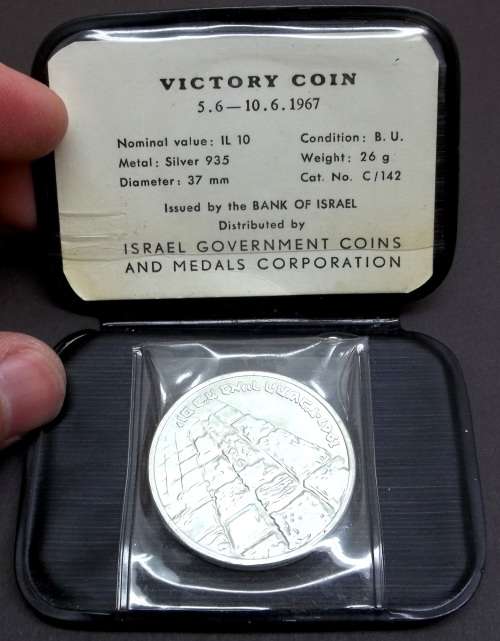 VICTORY COIN
5.6—10.6.1967
Nominal value: IL 10 Condition: B. U.
Metal: Silver 935 Weight: 26 g
Diameter: 37 mm Cat. No. C/142
Issued by the BANK OF ISRAEL
Distributed by
ISRAEL GOVERNMENT COINS
AND MEDALS CORPORATION